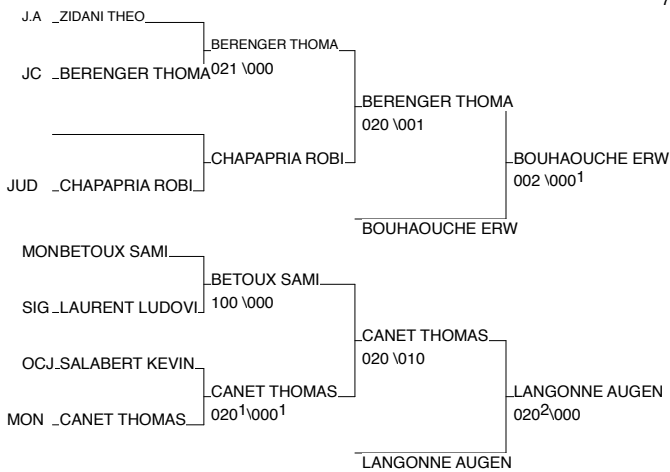 J.A ZIDANI THEO
BERENGER THOMA
021 \000
JC BERENGER THOMA
BERENGER THOMA
020 \001
CHAPAPRIA ROBI
JUD CHAPAPRIA ROBI
BOUHAOUCHE ERW
002 \000¹
BOUHAOUCHE ERW
MON BETOUX SAMI
BETOUX SAMI
100 \000
SIG LAURENT LUDOVI
CANET THOMAS
020 \010
OCJ SALABERT KEVIN
CANET THOMAS
020¹\000¹
MON CANET THOMAS
LANGONNE AUGEN
020²\000
LANGONNE AUGEN